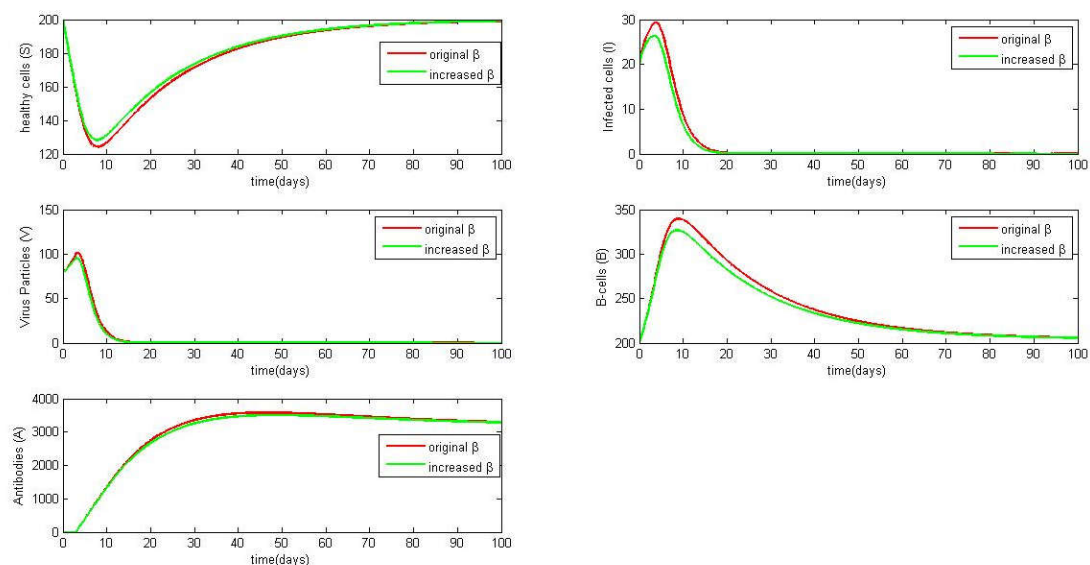 healthy cells (S)
200
180
160
140
120
original β
increased β
0 10 20 30 40 50 60 70 80 90 100
time(days)
Infected cells (I)
30
20
10
0
original β
increased β
0 10 20 30 40 50 60 70 80 90 100
time(days)
Virus Particles (V)
150
100
50
0
original β
increased β
0 10 20 30 40 50 60 70 80 90 100
time(days)
B-cells (B)
350
300
250
200
original β
increased β
0 10 20 30 40 50 60 70 80 90 100
time(days)
Antibodies (A)
4000
3000
2000
1000
0
original β
increased β
0 10 20 30 40 50 60 70 80 90 100
time(days)